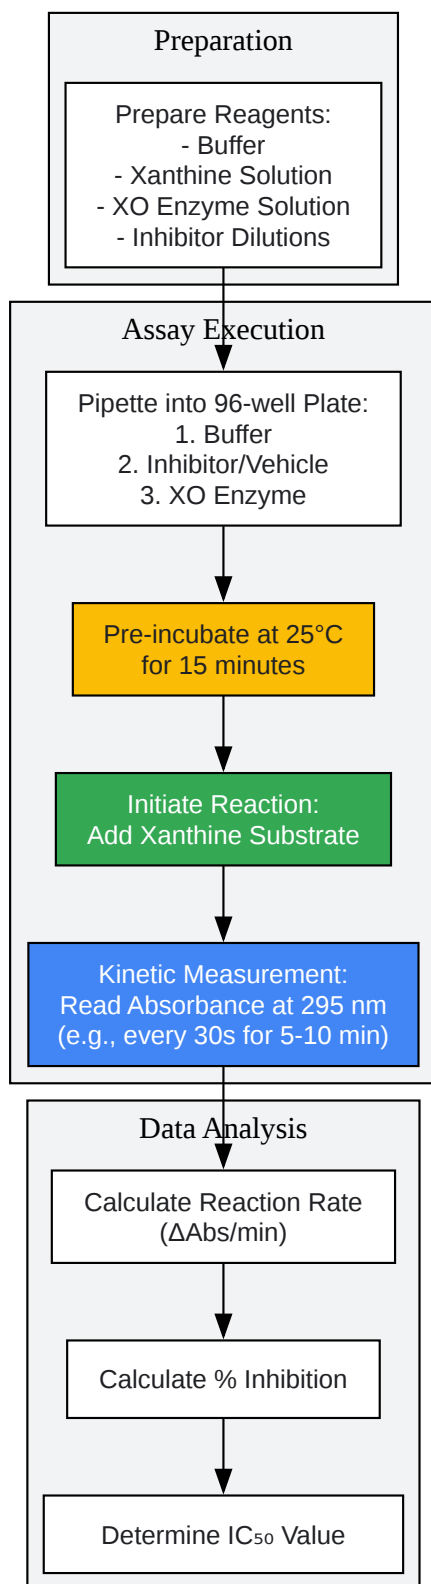 Preparation
Prepare Reagents:
- Buffer
- Xanthine Solution
- XO Enzyme Solution
- Inhibitor Dilutions
Assay Execution
Pipette into 96-well Plate:
1. Buffer
2. Inhibitor/Vehicle
3. XO Enzyme
Pre-incubate at 25°C
for 15 minutes
Initiate Reaction:
Add Xanthine Substrate
Kinetic Measurement:
Read Absorbance at 295 nm
(e.g., every 30s for 5-10 min)
Data Analysis
Calculate Reaction Rate
(ΔAbs/min)
Calculate % Inhibition
Determine IC₅₀ Value